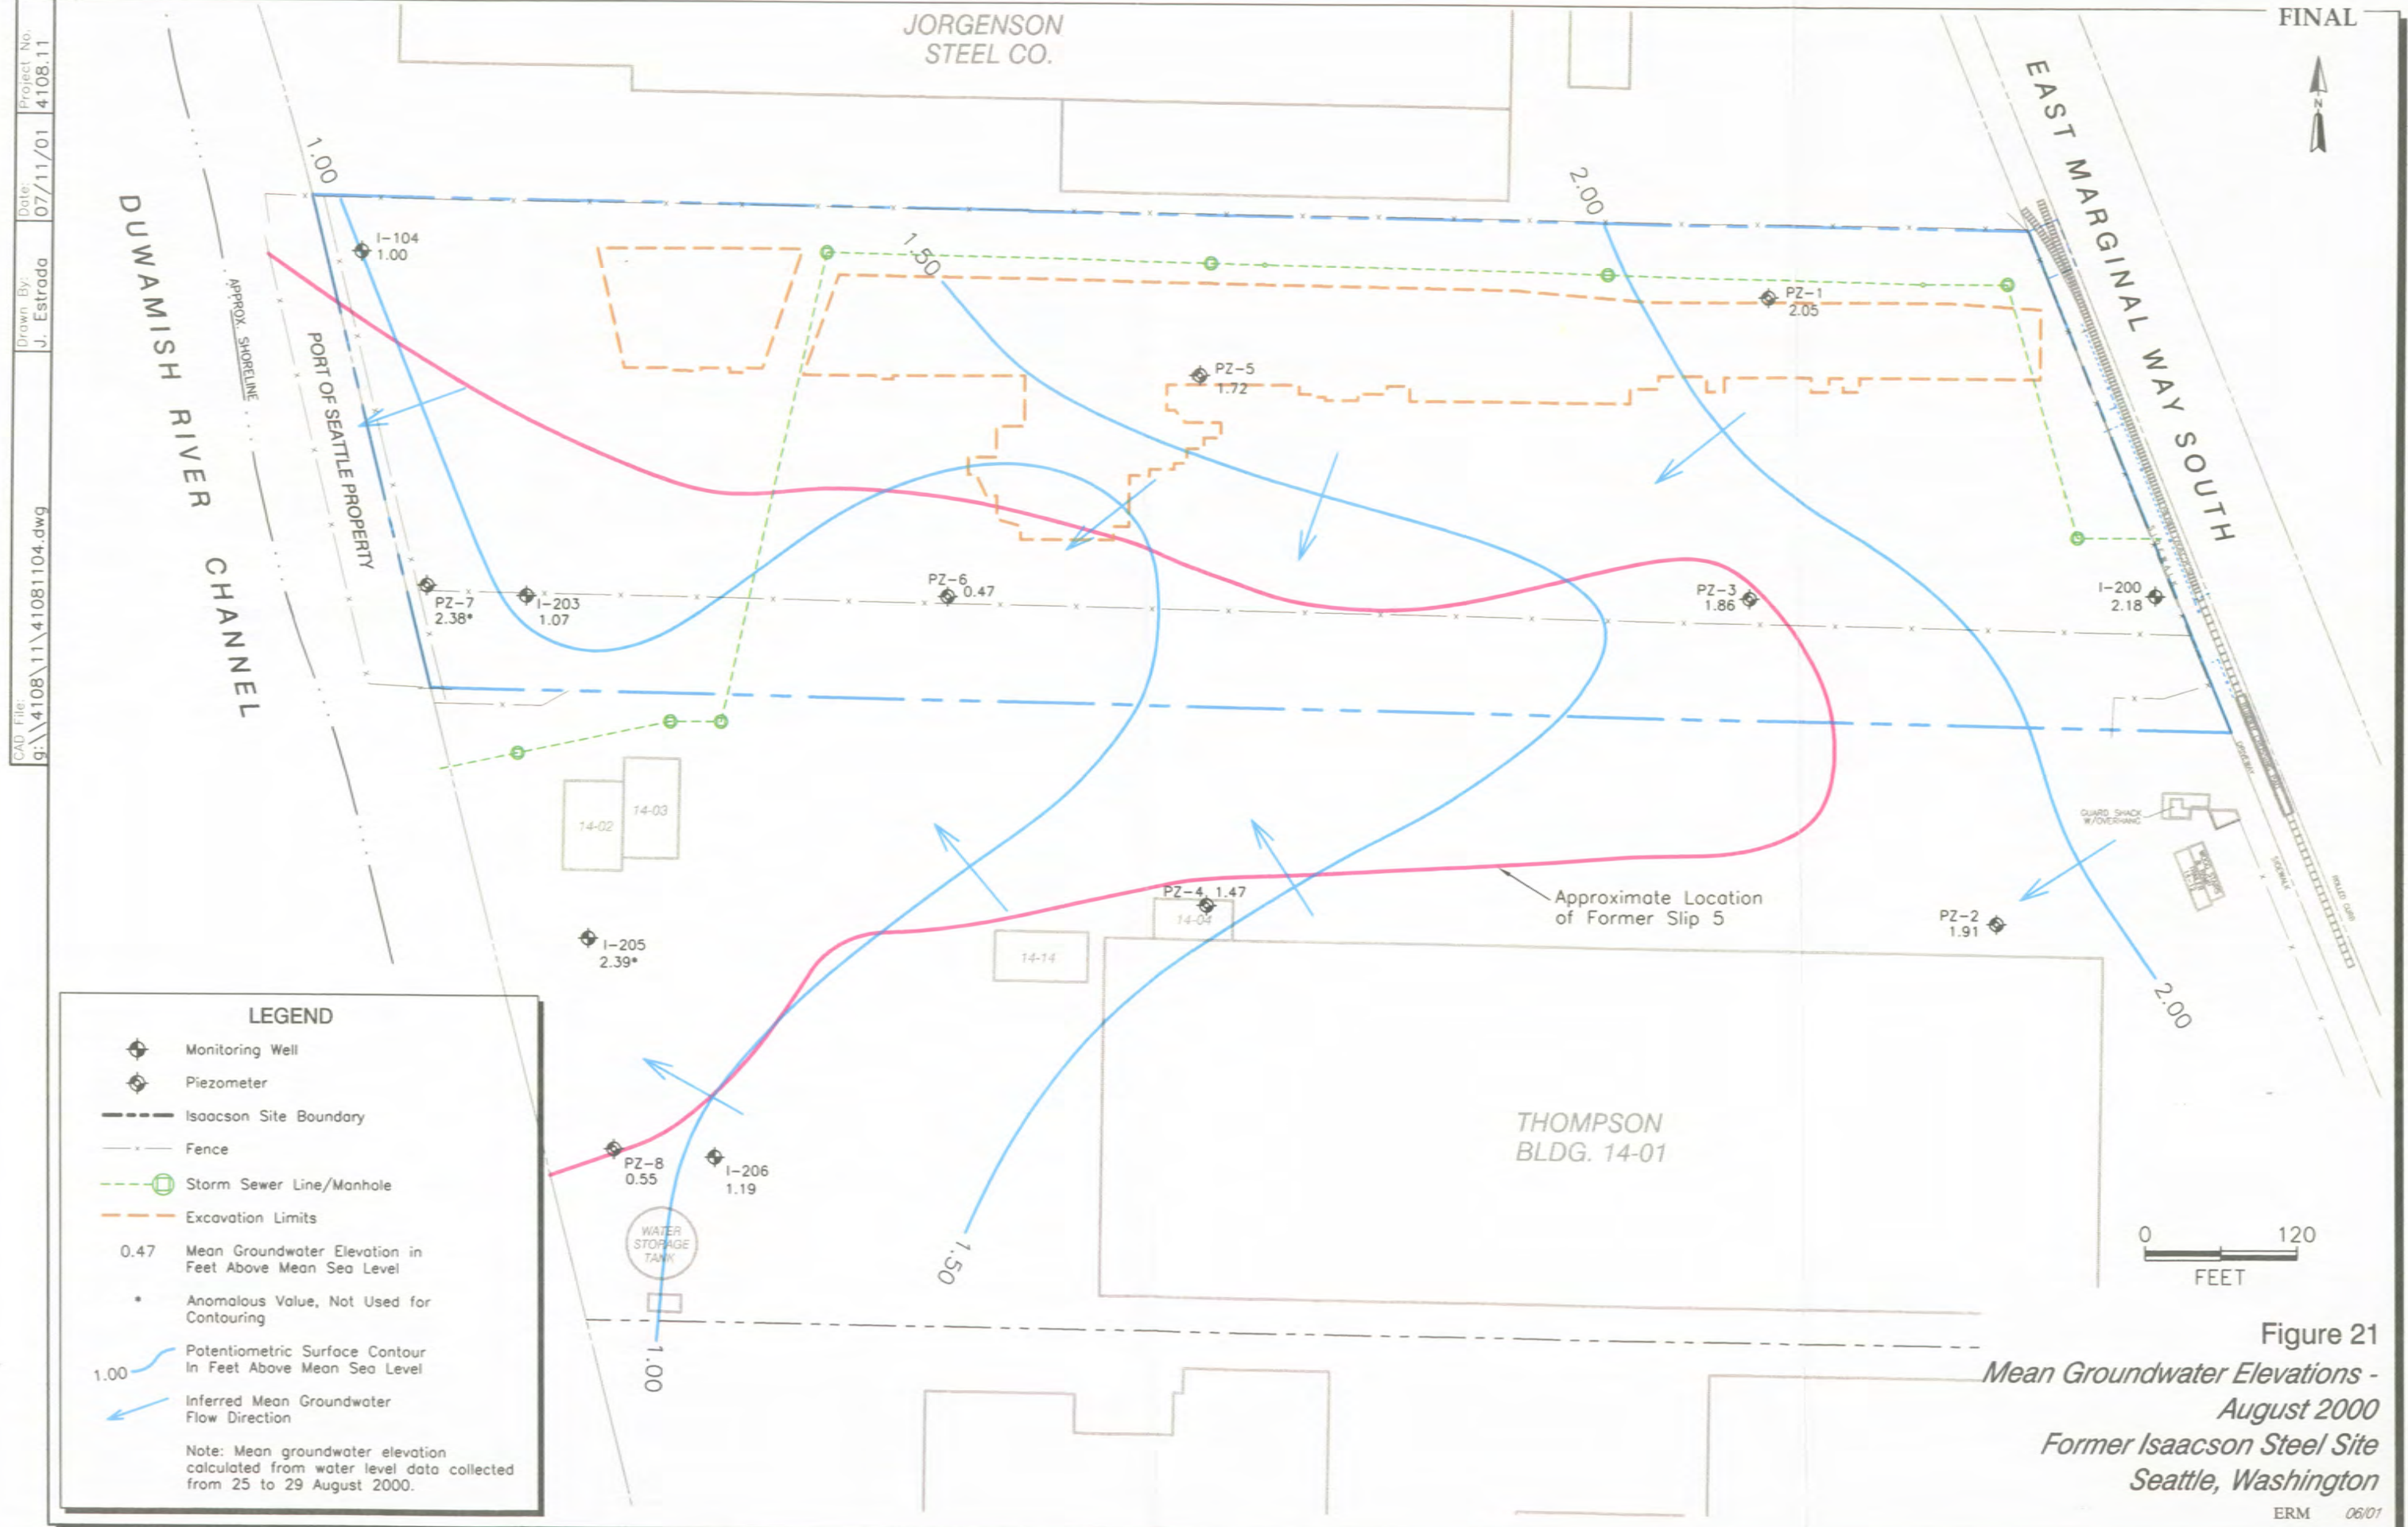 FINAL
Project No.
4108.11
Date:
07/11/01
Drawn By:
J. Estrada
CAD File:
g:\\4108\11\41081104.dwg
JORGENSON
STEEL CO.
N
EAST MARGINAL WAY SOUTH
DUWAMISH RIVER CHANNEL
APPROX. SHORELINE
PORT OF SEATTLE PROPERTY
1.00
1.50
2.00
I-104
1.00
PZ-1
2.05
PZ-5
1.72
PZ-7
2.38*
I-203
1.07
PZ-6
0.47
PZ-3
1.86
I-200
2.18
SIDEWALK
14-02
14-03
GUARD SHACK
W/OVERHANG
DRIVEWAY
SIDEWALK
ROLLED CURB
PZ-4, 1.47
14-04
Approximate Location
of Former Slip 5
PZ-2
1.91
I-205
2.39*
14-14
2.00
PZ-8
0.55
I-206
1.19
WATER
STORAGE
TANK
1.50
1.00
THOMPSON
BLDG. 14-01
0 120
FEET
LEGEND
Monitoring Well
Piezometer
Isaacson Site Boundary
Fence
Storm Sewer Line/Manhole
Excavation Limits
0.47 Mean Groundwater Elevation in
Feet Above Mean Sea Level
* Anomalous Value, Not Used for
Contouring
Potentiometric Surface Contour
1.00 In Feet Above Mean Sea Level
Inferred Mean Groundwater
Flow Direction
Note: Mean groundwater elevation
calculated from water level data collected
from 25 to 29 August 2000.
Figure 21
Mean Groundwater Elevations -
August 2000
Former Isaacson Steel Site
Seattle, Washington
ERM 06/01